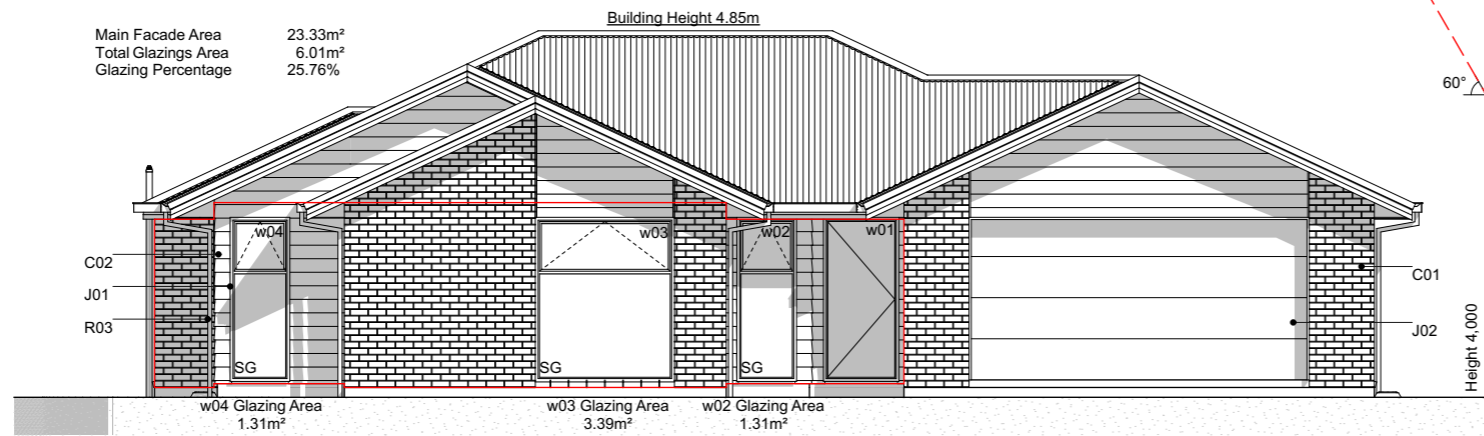 Building Height 4.85m
Main Facade Area 23.33m²
Total Glazings Area 6.01m²
Glazing Percentage 25.76%
60°
w04
w03
w02
w01
C02
J01
R03
C01
J02
Height 4,000
SG
SG
SG
w04 Glazing Area
1.31m²
w03 Glazing Area
3.39m²
w02 Glazing Area
1.31m²